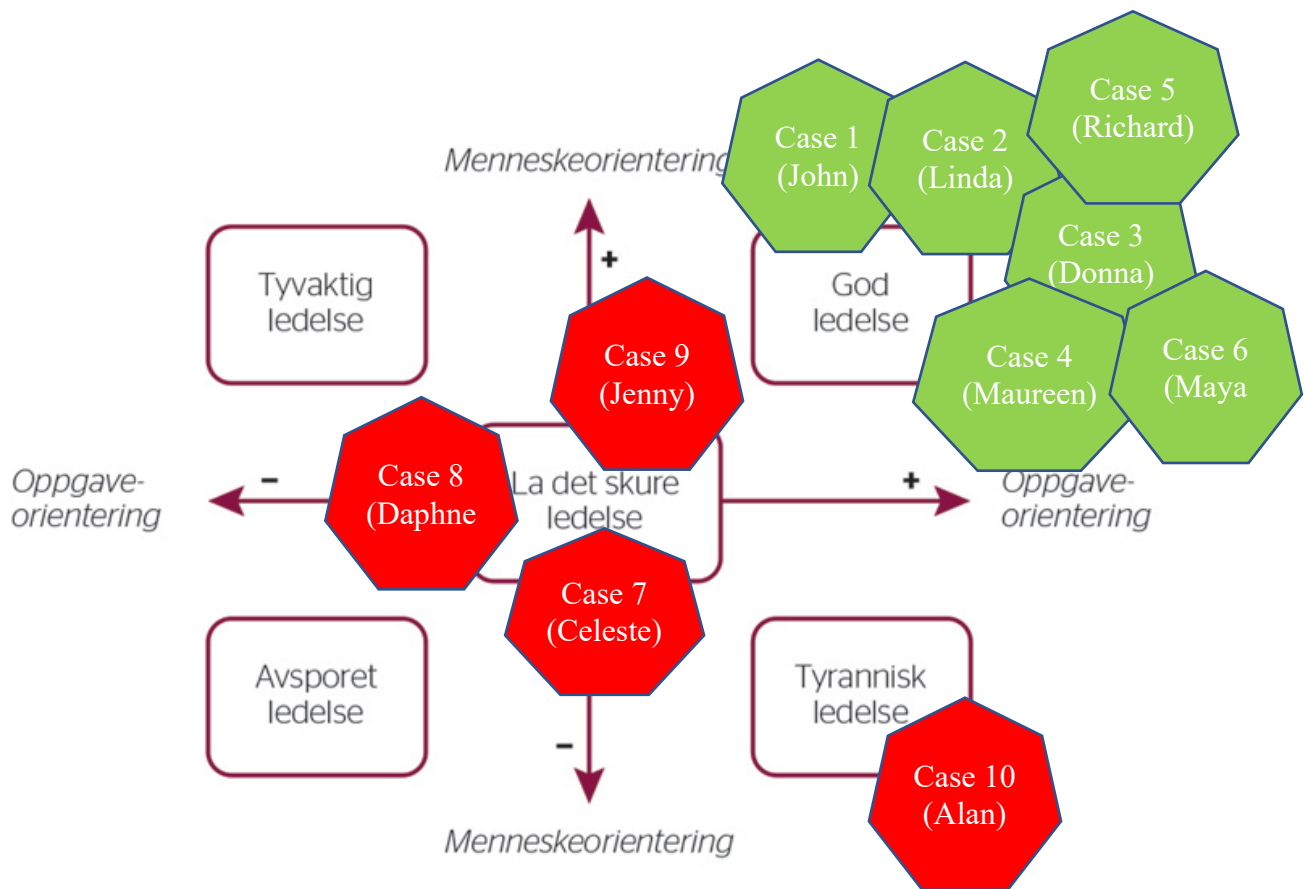 Case 5
(Richard)
Case 1
(John)
Case 2
(Linda)
Menneskeorientering
+
Case 3
(Donna)
Tyvaktig
ledelse
God
ledelse
Case 9
(Jenny)
Case 4
(Maureen)
Case 6
(Maya
Oppgave-
orientering
–
Case 8
(Daphne
La det skure
ledelse
+
Oppgave-
orientering
Case 7
(Celeste)
Avsporet
ledelse
Tyrannisk
ledelse
–
Case 10
(Alan)
Menneskeorientering